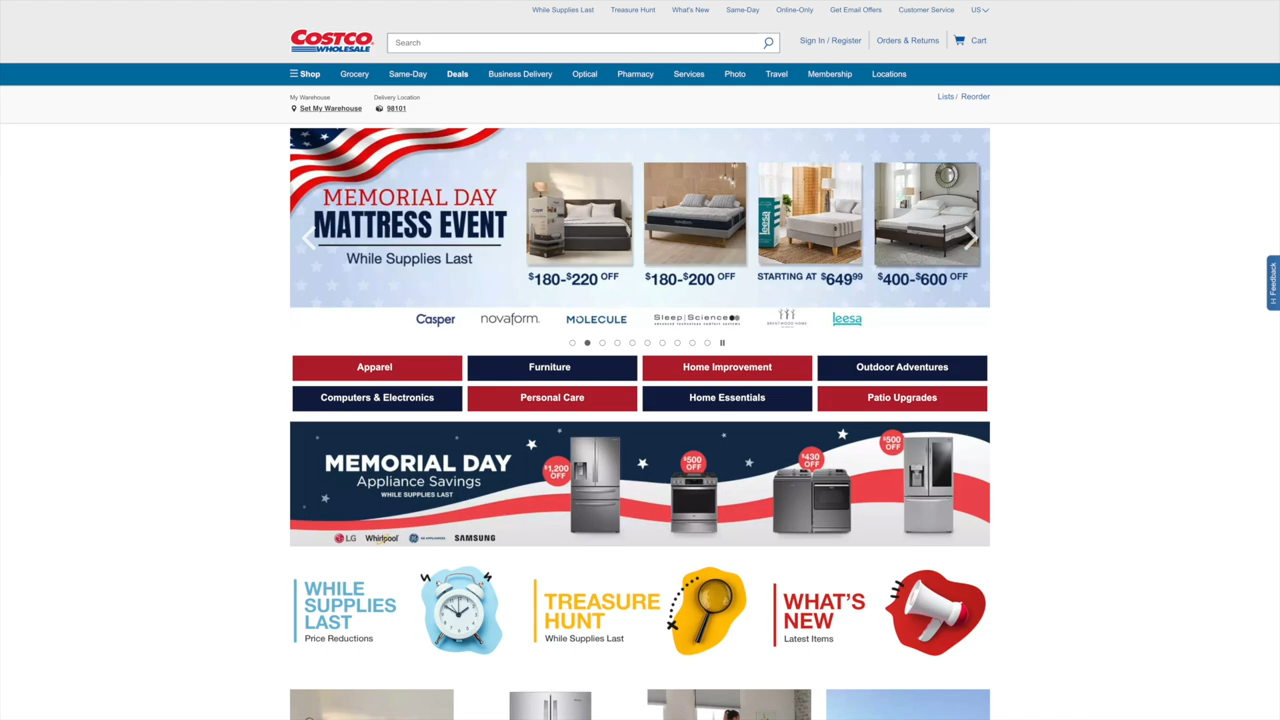 While Supplies Last Treasure Hunt What's New Same-Day Online-Only Get Email Offers Customer Service US
COSTCO WHOLESALE
Search
Sign In / Register Orders & Returns Cart
Shop Grocery Same-Day Deals Business Delivery Optical Pharmacy Services Photo Travel Membership Locations
My Warehouse
Set My Warehouse
Delivery Location
98101
Lists / Reorder
Feedback
MEMORIAL DAY
MATTRESS EVENT
While Supplies Last
Casper
leesa
$180-$220 OFF
$180-$200 OFF
STARTING AT $649.99
$400-$600 OFF
Casper novaform. MOLECULE Sleep|Science BRENTWOOD HOME leesa
Apparel Furniture Home Improvement Outdoor Adventures
Computers & Electronics Personal Care Home Essentials Patio Upgrades
MEMORIAL DAY
Appliance Savings
WHILE SUPPLIES LAST
$1,200 OFF
$500 OFF
$430 OFF
$500 OFF
LG Whirlpool GE APPLIANCES SAMSUNG
WHILE
SUPPLIES
LAST
Price Reductions
TREASURE
HUNT
While Supplies Last
WHAT'S
NEW
Latest Items